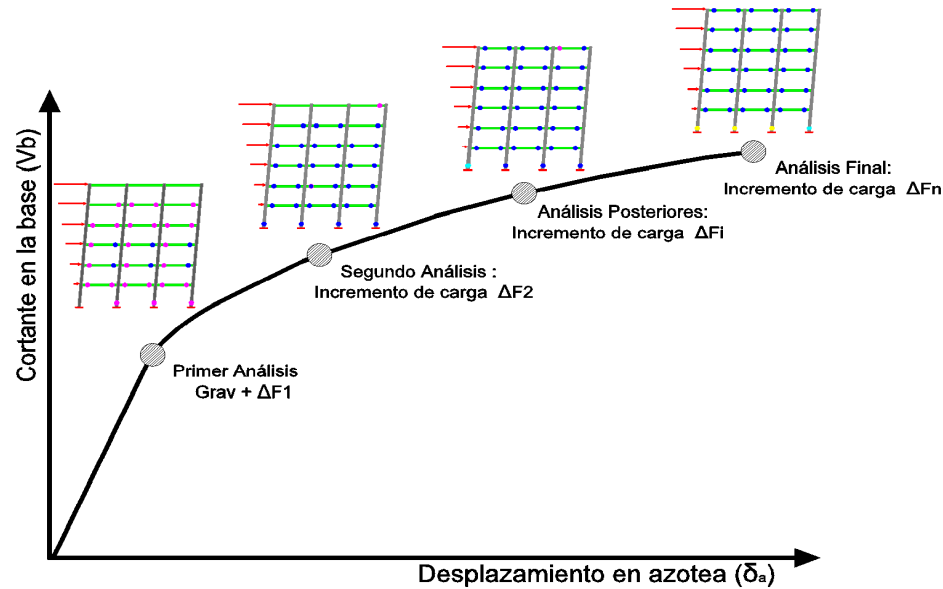 Cortante en la base (Vb)
Primer Análisis
Grav + ΔF1
Segundo Análisis :
Incremento de carga ΔF2
Análisis Posteriores:
Incremento de carga ΔFi
Análisis Final:
Incremento de carga ΔFn
Desplazamiento en azotea (δa)